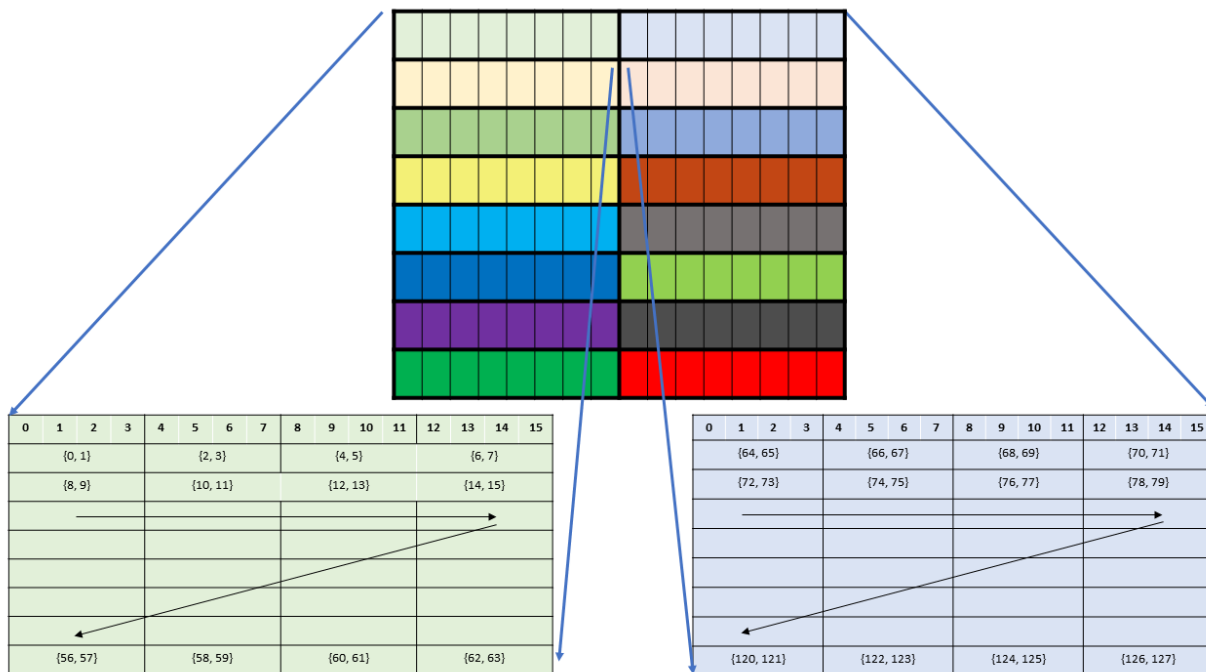 0 1 2 3 4 5 6 7 8 9 10 11 12 13 14 15
{0, 1} {2, 3} {4, 5} {6, 7}
{8, 9} {10, 11} {12, 13} {14, 15}
{56, 57} {58, 59} {60, 61} {62, 63}
0 1 2 3 4 5 6 7 8 9 10 11 12 13 14 15
{64, 65} {66, 67} {68, 69} {70, 71}
{72, 73} {74, 75} {76, 77} {78, 79}
{120, 121} {122, 123} {124, 125} {126, 127}